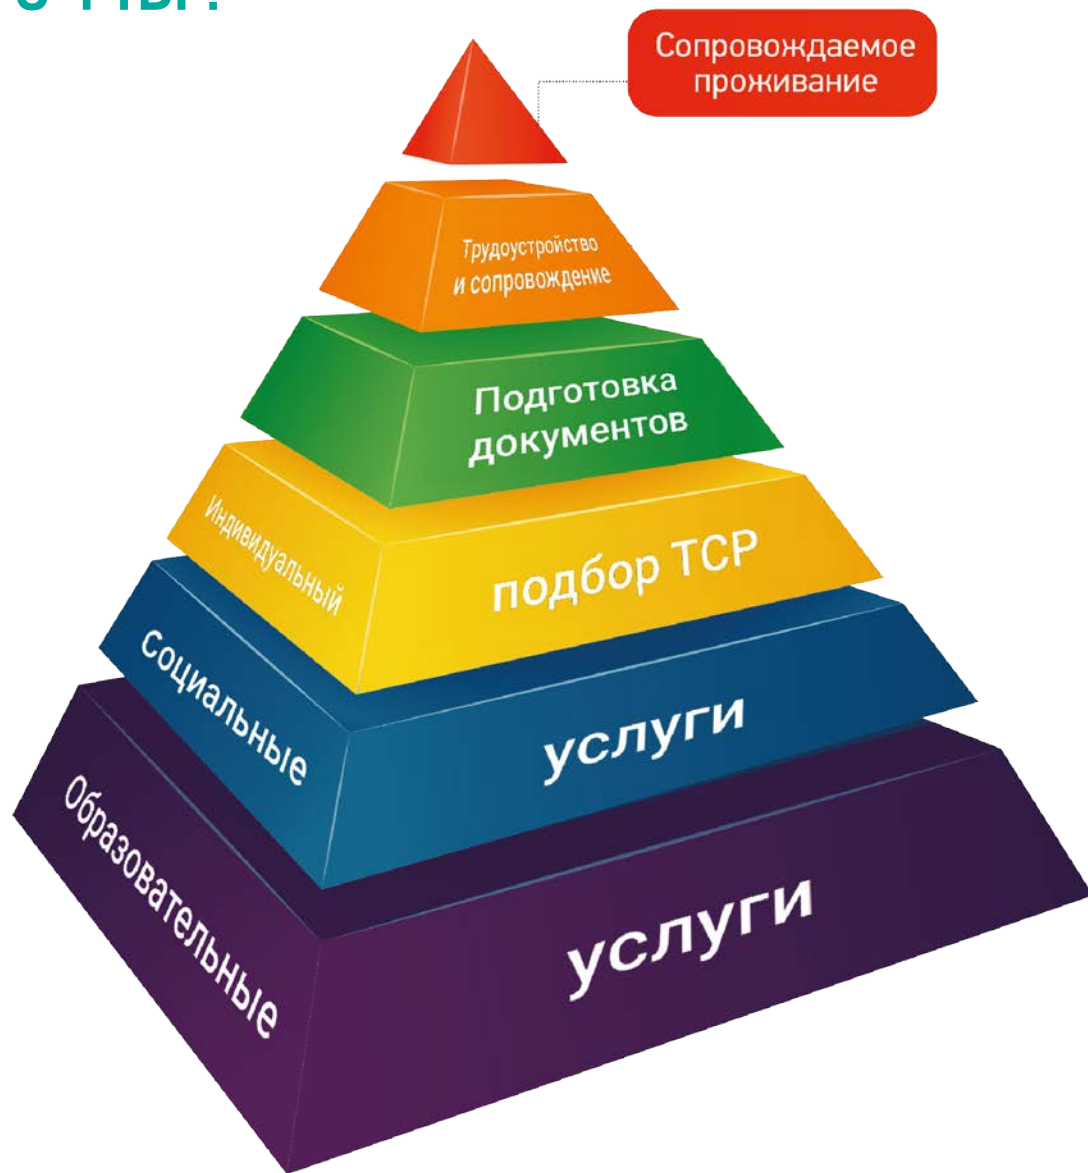 Сопровождаемое
проживание
Трудоустройство
и сопровождение
Подготовка
документов
Индивидуальный подбор ТСР
Социальные услуги
Образовательные услуги